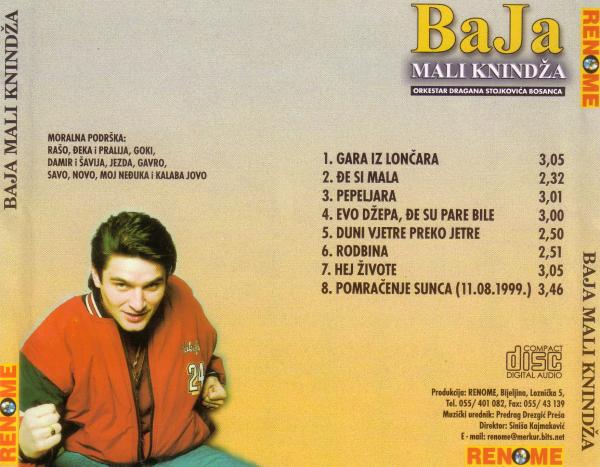 BAJA MALI KNINDŽA
RENOME
BaJa
MALI KNINDŽA
ORKESTAR DRAGANA STOJKOVIĆA BOSANCA
RENOME
MORALNA PODRŠKA:
RAŠO, ĐEKA i PRALIJA, GOKI,
DAMIR i ŠAVIJA, JEZDA, GAVRO,
SAVO, NOVO, MOJ NEĐUKA i KALABA JOVO
1. GARA IZ LONČARA 3,05
2. ĐE SI MALA 2,32
3. PEPELJARA 3,01
4. EVO DŽEPA, ĐE SU PARE BILE 3,00
5. DUNI VJETRE PREKO JETRE 2,50
6. RODBINA 2,51
7. HEJ ŽIVOTE 3,05
8. POMRAČENJE SUNCA (11.08.1999.) 3,46
24
COMPACT
disc
DIGITAL AUDIO
Produkcija: RENOME, Bijeljina, Loznička 5,
Tel. 055/ 401 082, Fax: 055/ 43 139
Muzički urednik: Predrag Drezgić Preša
Direktor: Siniša Kajmaković
E - mail: renome@merkur.bits.net
RENOME
BAJA MALI KNINDŽA